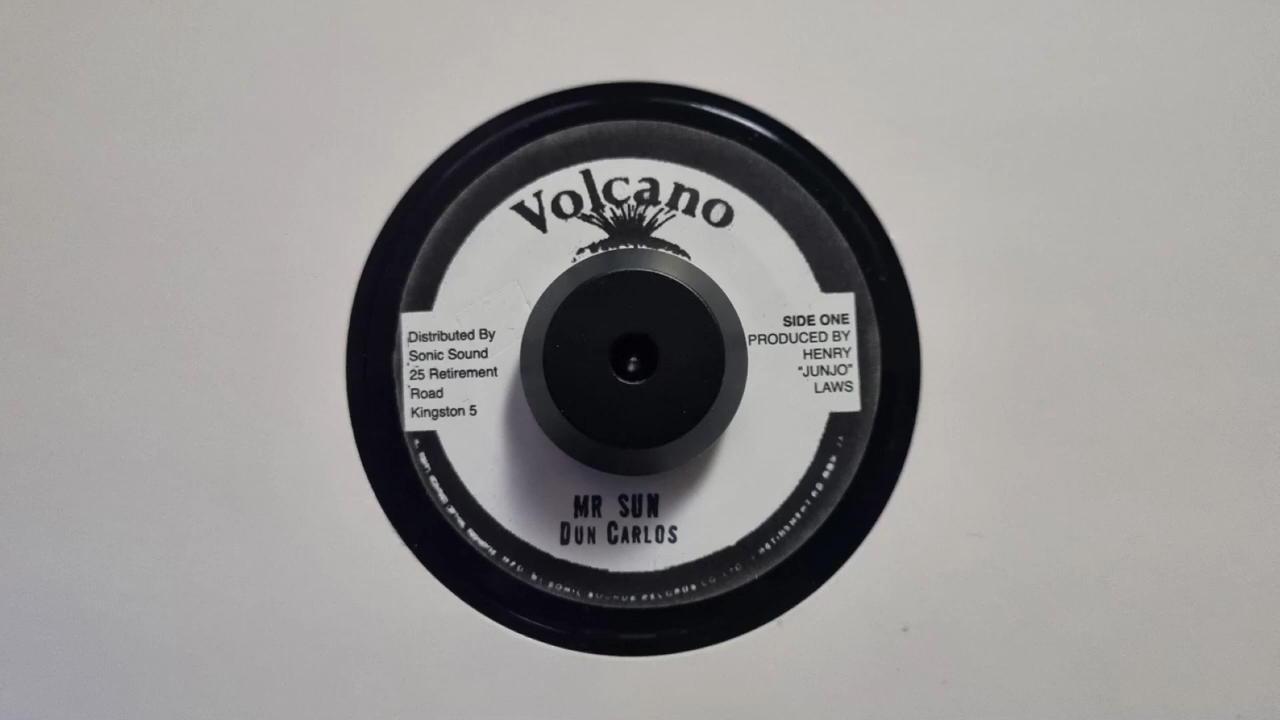 Volcano
Distributed By
Sonic Sound
25 Retirement
Road
Kingston 5
SIDE ONE
PRODUCED BY
HENRY
"JUNJO"
LAWS
MR SUN
DUN CARLOS